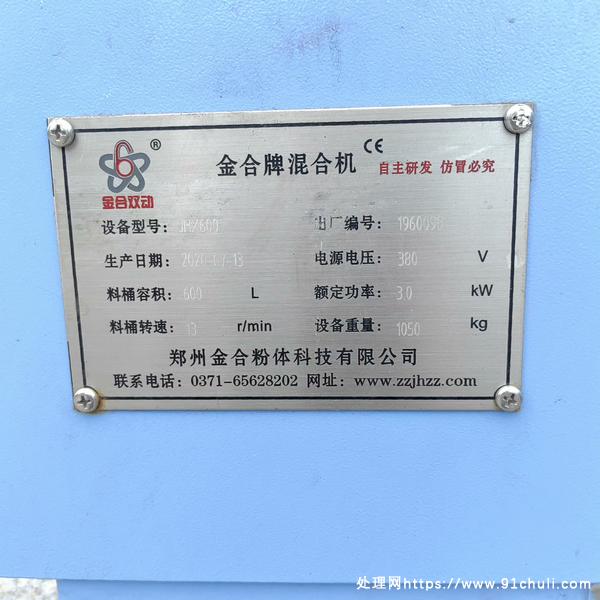 金合牌混合机 CE
® 自主研发 仿冒必究
金合双动
设备型号: 出厂编号:
生产日期: 电源电压: 380 V
料桶容积: 600 L 额定功率: 3.0 kW
料桶转速: 13 r/min 设备重量: 1050 kg
郑州金合粉体科技有限公司
联系电话: 0371-65628202 网址: www.zzjhzz.com
处理网https://www.91chuli.com/